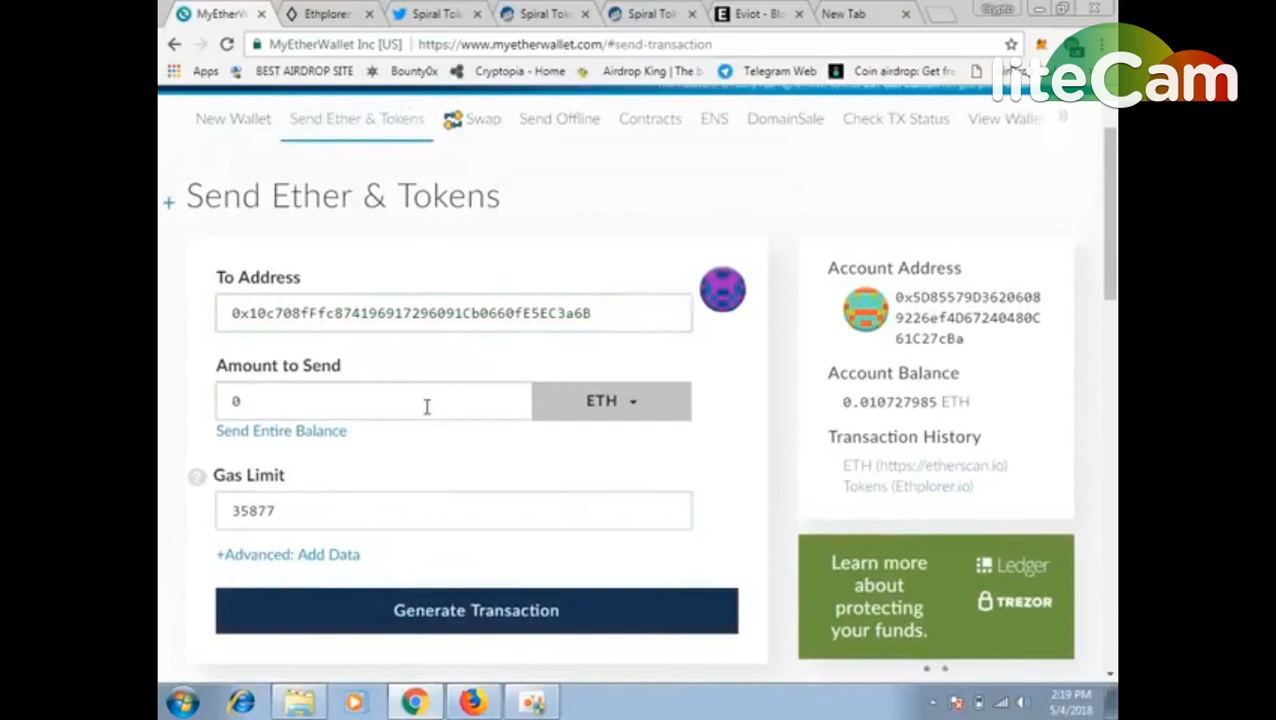 MyEtherW
Ethplorer
Spiral Tok
Spiral Tok
Spiral Tok
Eviot - Blo
New Tab
Crypto
MyEtherWallet Inc [US]
https://www.myetherwallet.com/#send-transaction
Apps
BEST AIRDROP SITE
Bounty0x
Cryptopia - Home
Airdrop King | The b
Telegram Web
Coin airdrop: Get fre
liteCam
New Wallet
Send Ether & Tokens
Swap
Send Offline
Contracts
ENS
DomainSale
Check TX Status
View Walle
+ Send Ether & Tokens
To Address
0x10c708fFfc874196917296091Cb0660fE5EC3a6B
Amount to Send
0
ETH
Send Entire Balance
Gas Limit
35877
+Advanced: Add Data
Generate Transaction
Account Address
0x5D85579D3620608
9226ef4D67240480C
61C27cBa
Account Balance
0.010727985 ETH
Transaction History
ETH (https://etherscan.io)
Tokens (Ethplorer.io)
Learn more
about
protecting
your funds.
Ledger
TREZOR
2:19 PM
5/4/2018